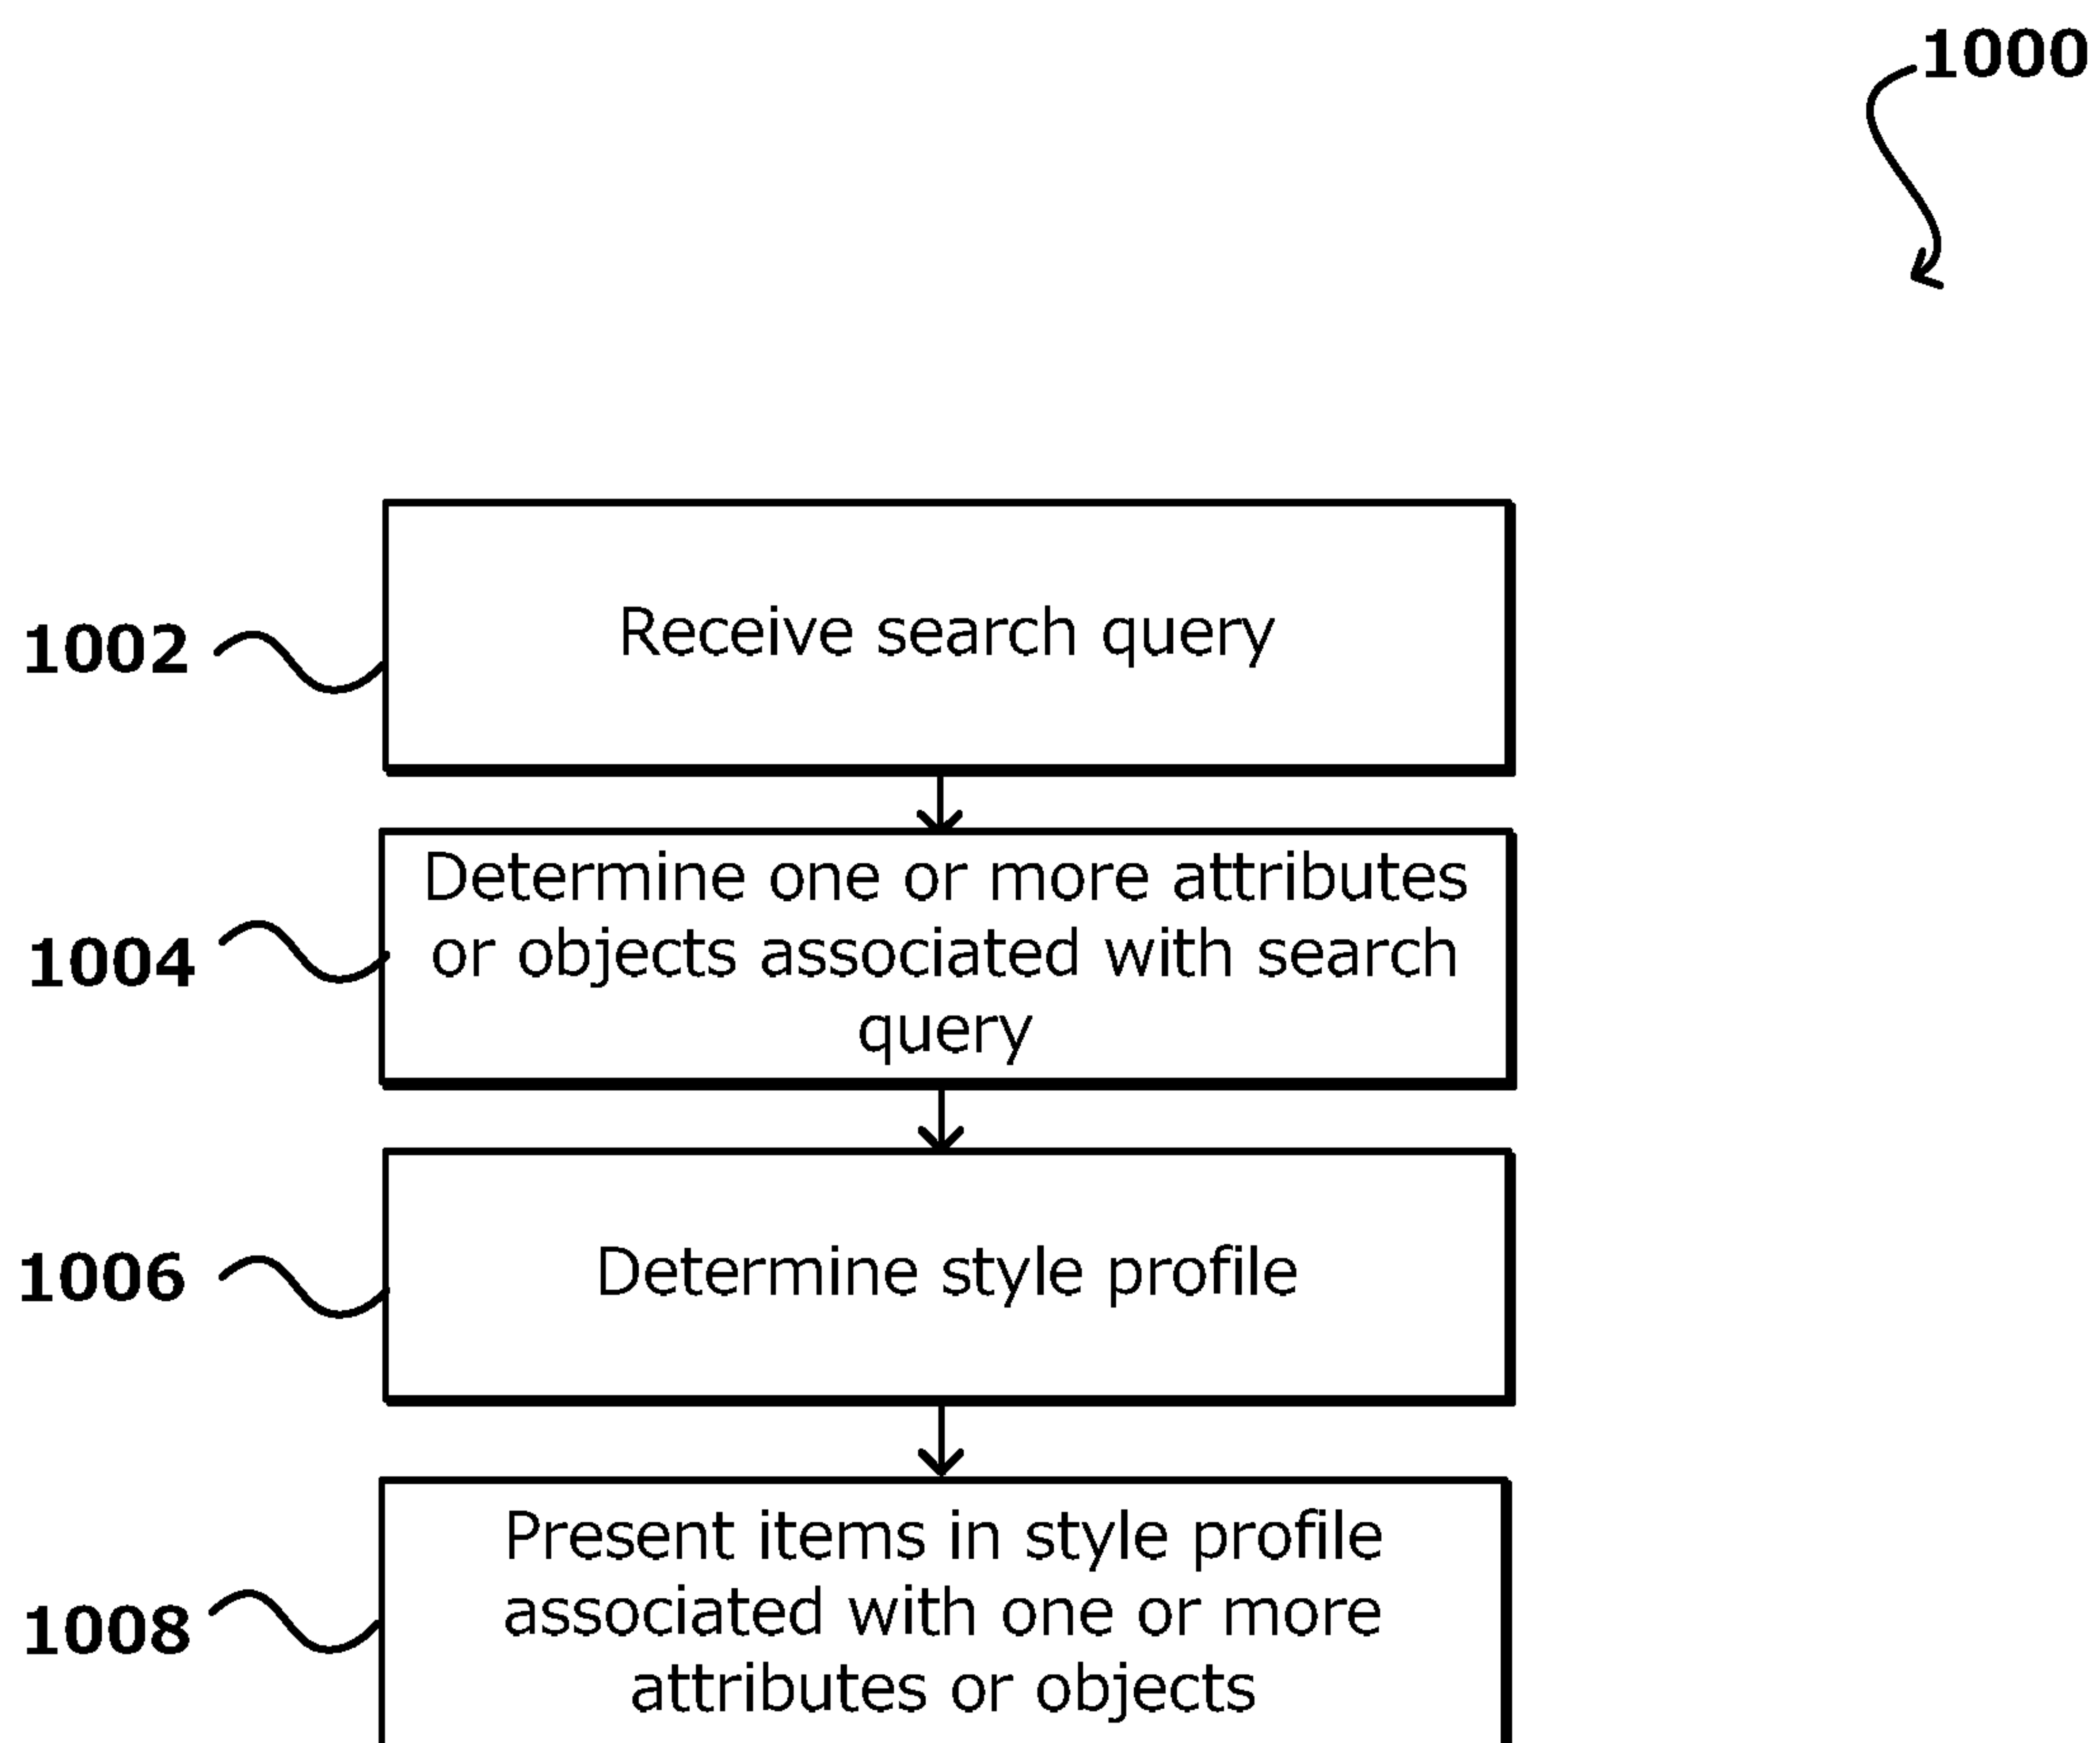 1000
1002
Receive search query
1004
Determine one or more attributes
or objects associated with search
query
1006
Determine style profile
1008
Present items in style profile
associated with one or more
attributes or objects